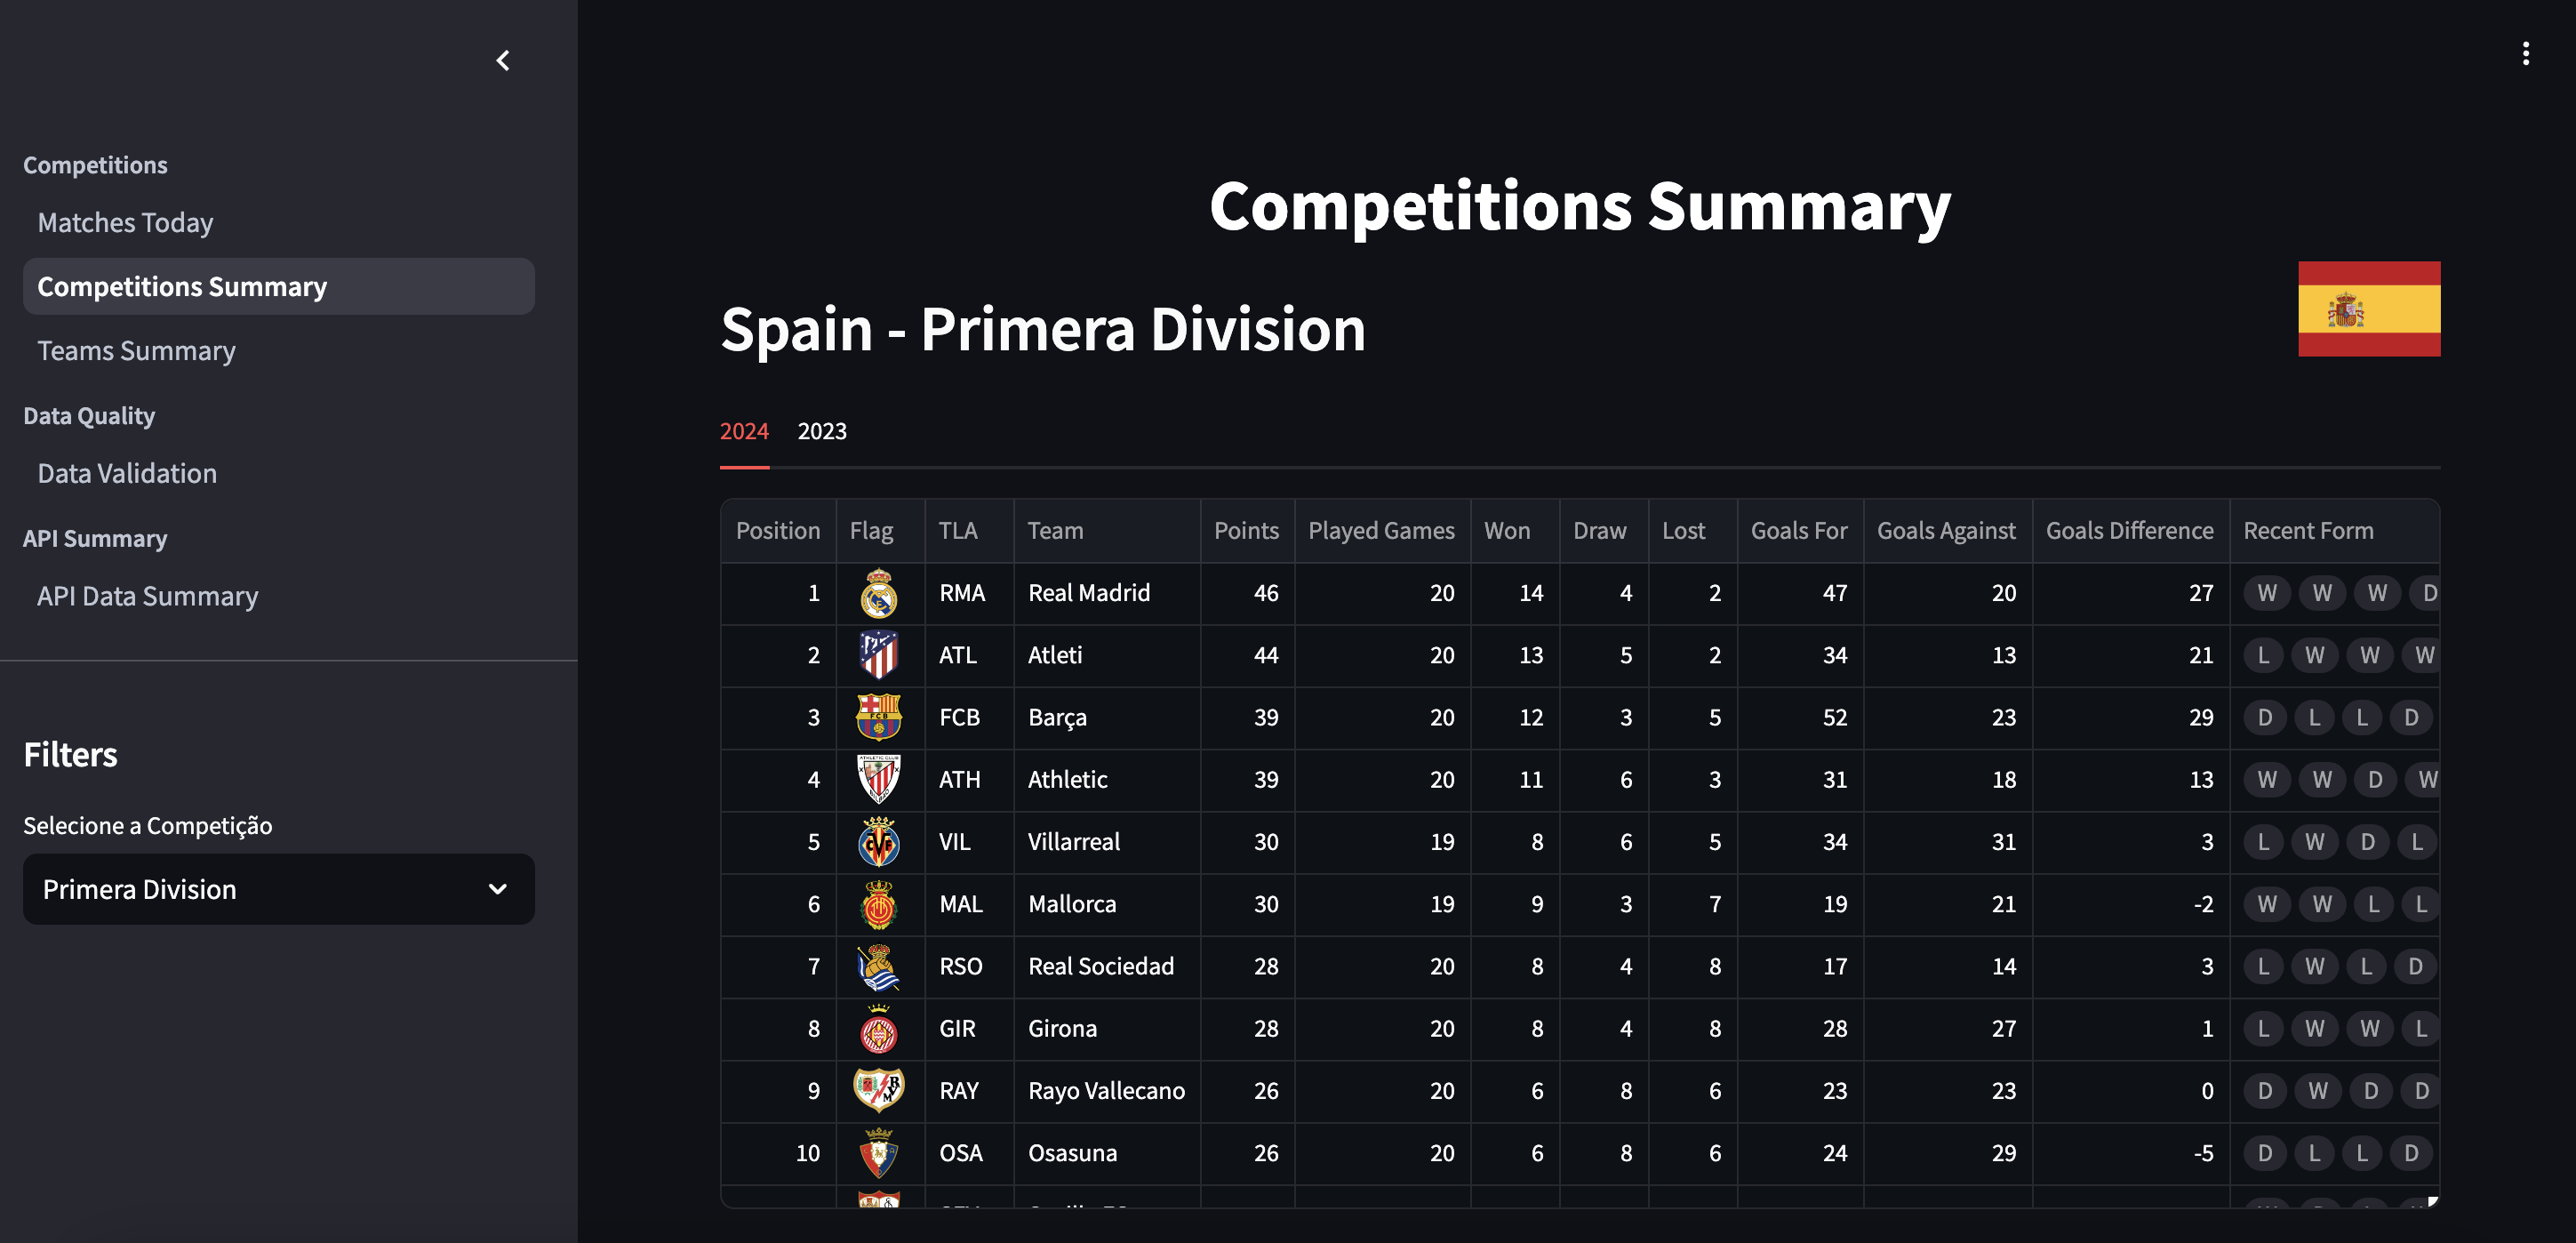 Competitions
Matches Today
Competitions Summary
Teams Summary
Data Quality
Data Validation
API Summary
API Data Summary
Filters
Selecione a Competição
Primera Division
Competitions Summary
Spain - Primera Division
2024 2023
Position Flag TLA Team Points Played Games Won Draw Lost Goals For Goals Against Goals Difference Recent Form
1 RMA Real Madrid 46 20 14 4 2 47 20 27 W W W D
2 ATL Atleti 44 20 13 5 2 34 13 21 L W W W
3 FCB Barça 39 20 12 3 5 52 23 29 D L L D
4 ATH Athletic 39 20 11 6 3 31 18 13 W W D W
5 VIL Villarreal 30 19 8 6 5 34 31 3 L W D L
6 MAL Mallorca 30 19 9 3 7 19 21 -2 W W L L
7 RSO Real Sociedad 28 20 8 4 8 17 14 3 L W L D
8 GIR Girona 28 20 8 4 8 28 27 1 L W W L
9 RAY Rayo Vallecano 26 20 6 8 6 23 23 0 D W D D
10 OSA Osasuna 26 20 6 8 6 24 29 -5 D L L D